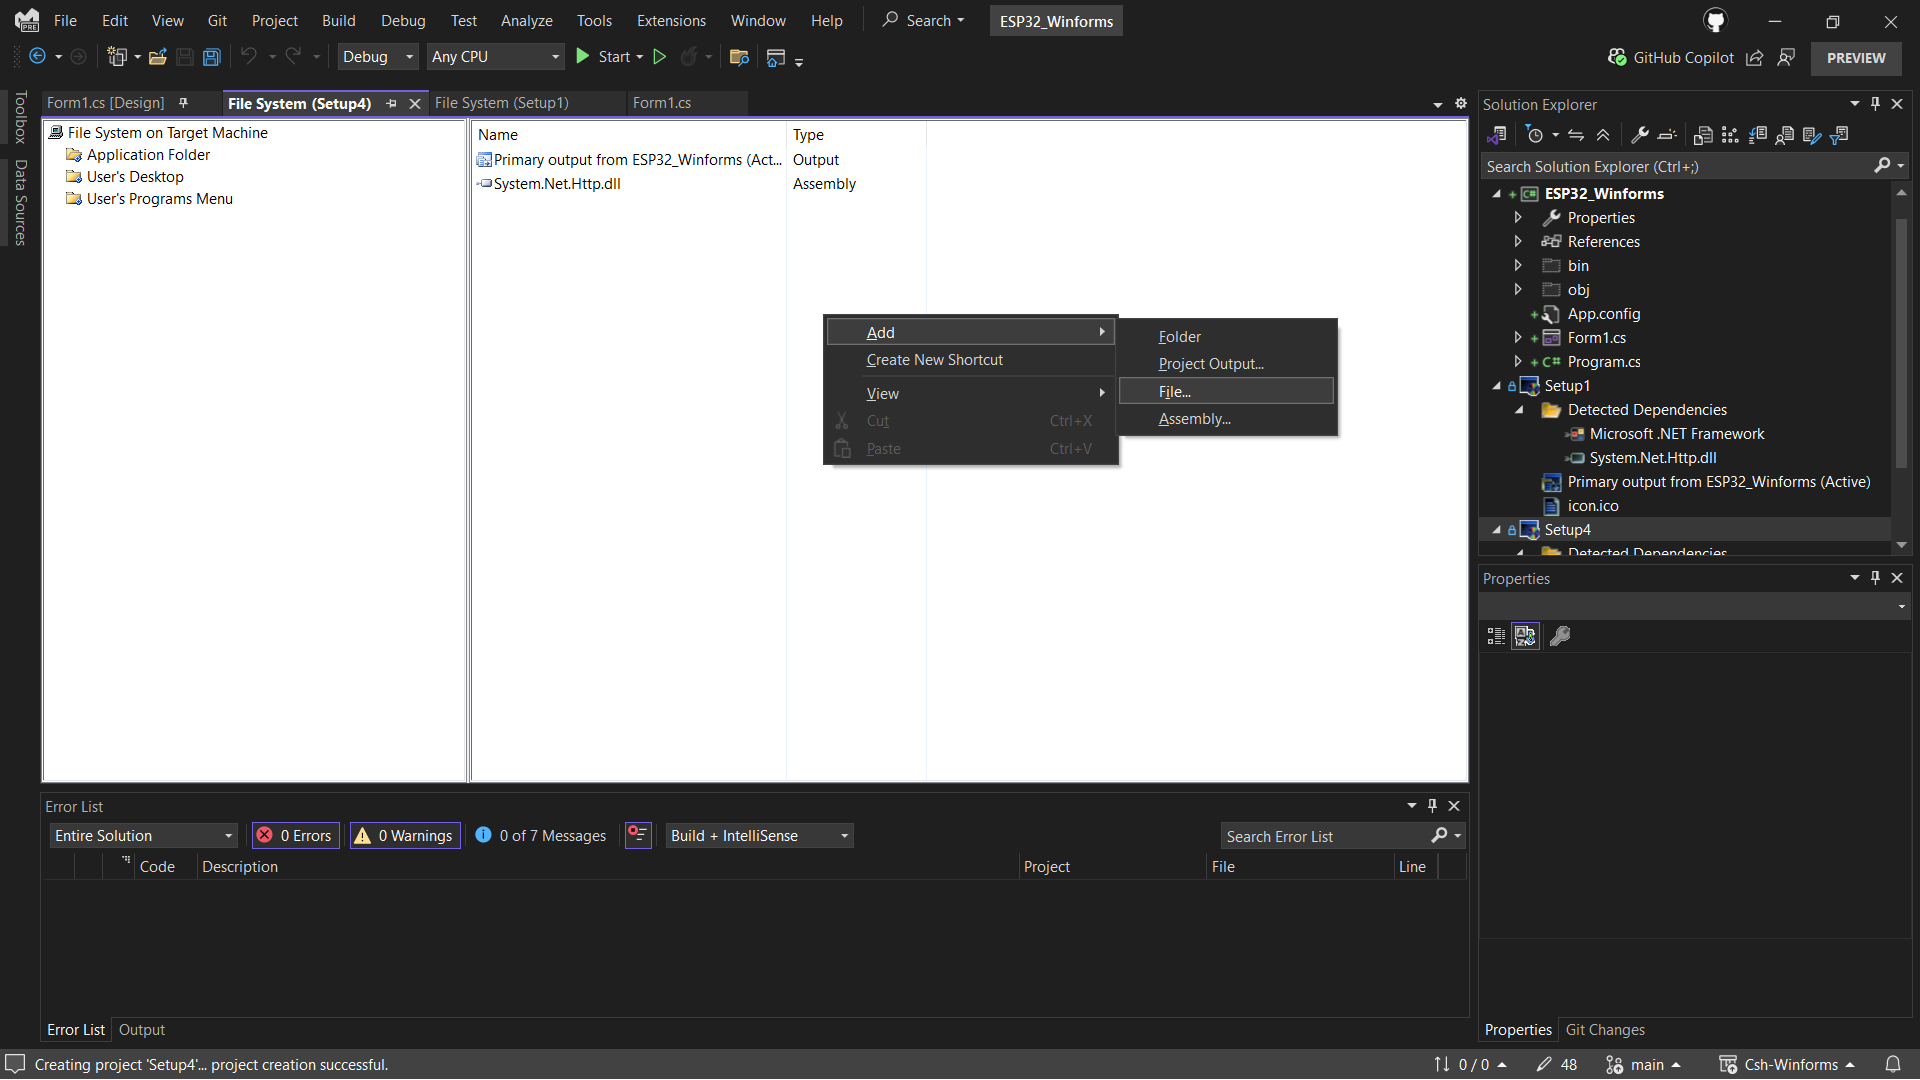 File Edit View Git Project Build Debug Test Analyze Tools Extensions Window Help Search ESP32_Winforms
Debug Any CPU Start GitHub Copilot PREVIEW
Toolbox
Data Sources
Form1.cs [Design] File System (Setup4) File System (Setup1) Form1.cs
File System on Target Machine
Application Folder
User's Desktop
User's Programs Menu
Name Type
Primary output from ESP32_Winforms (Act... Output
System.Net.Http.dll Assembly
Add
Create New Shortcut
View
Cut Ctrl+X
Paste Ctrl+V
Folder
Project Output...
File...
Assembly...
Solution Explorer
Search Solution Explorer (Ctrl+;)
ESP32_Winforms
Properties
References
bin
obj
App.config
Form1.cs
Program.cs
Setup1
Detected Dependencies
Microsoft .NET Framework
System.Net.Http.dll
Primary output from ESP32_Winforms (Active)
icon.ico
Setup4
Detected Dependencies
Properties
Error List
Entire Solution 0 Errors 0 Warnings 0 of 7 Messages Build + IntelliSense Search Error List
Code Description Project File Line
Error List Output
Properties Git Changes
Creating project 'Setup4'... project creation successful. 0 / 0 48 main Csh-Winforms